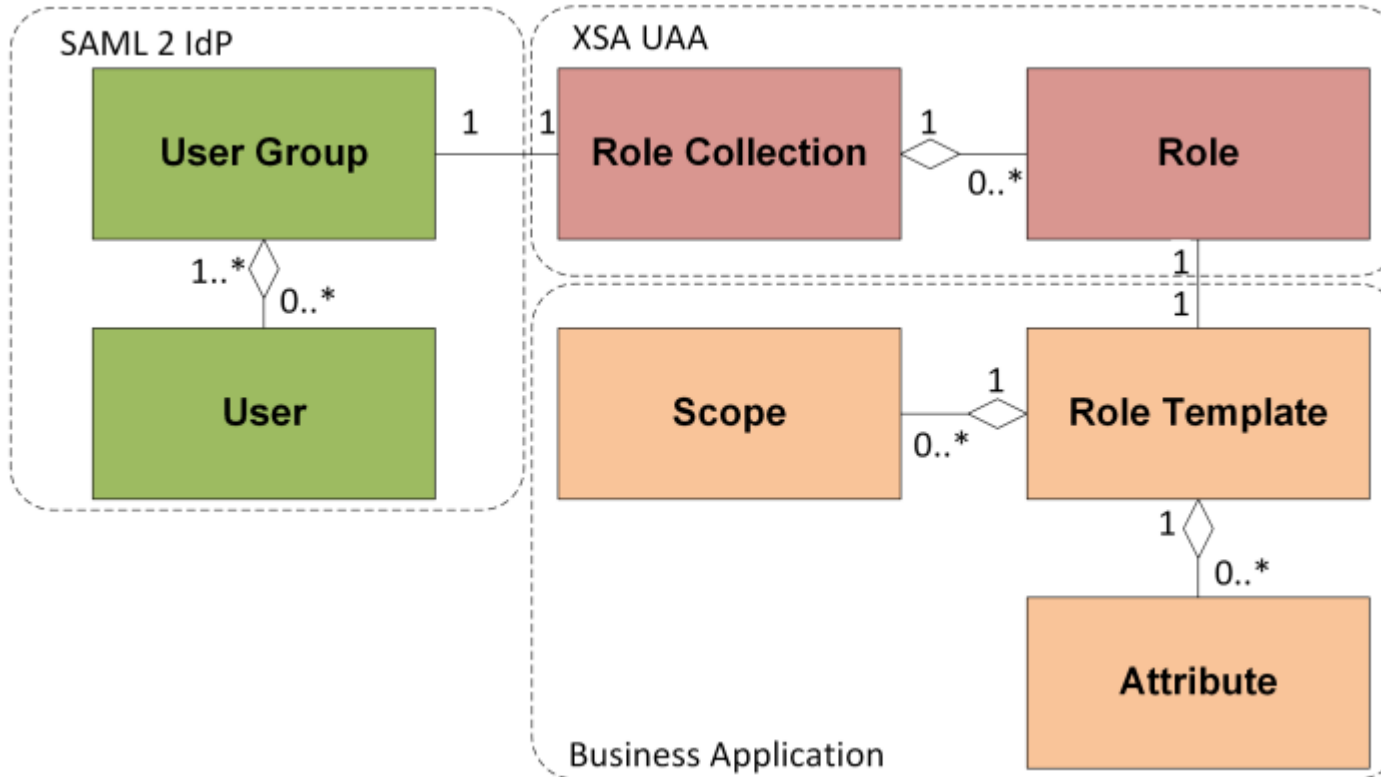 SAML 2 IdP
XSA UAA
User Group
1
1
Role Collection
1
0..*
Role
1..*
0..*
1
1
User
Scope
1
0..*
Role Template
1
0..*
Attribute
Business Application